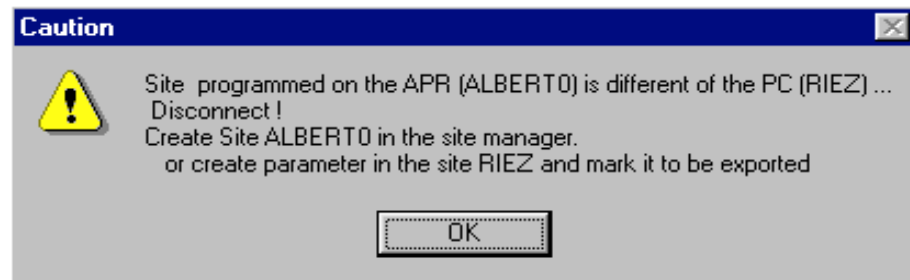 Caution
Site programmed on the APR (ALBERT0) is different of the PC (RIEZ) ...
Disconnect !
Create Site ALBERT0 in the site manager.
or create parameter in the site RIEZ and mark it to be exported
OK